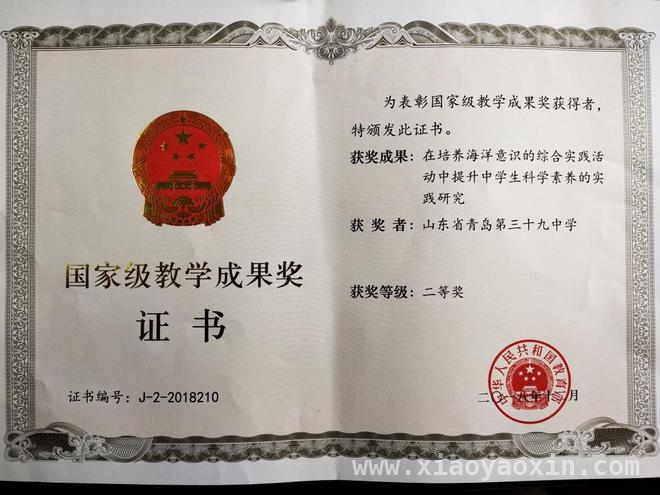 国家级教学成果奖
证书
证书编号：J-2-2018210
为表彰国家级教学成果奖获得者，
特颁发此证书。
获奖成果：在培养海洋意识的综合实践活
动中提升中学生科学素养的实
践研究
获奖者：山东省青岛第三十九中学
获奖等级：二等奖
中华人民共和国教育部
二〇一八年十二月
www.xiaoyaoxin.com